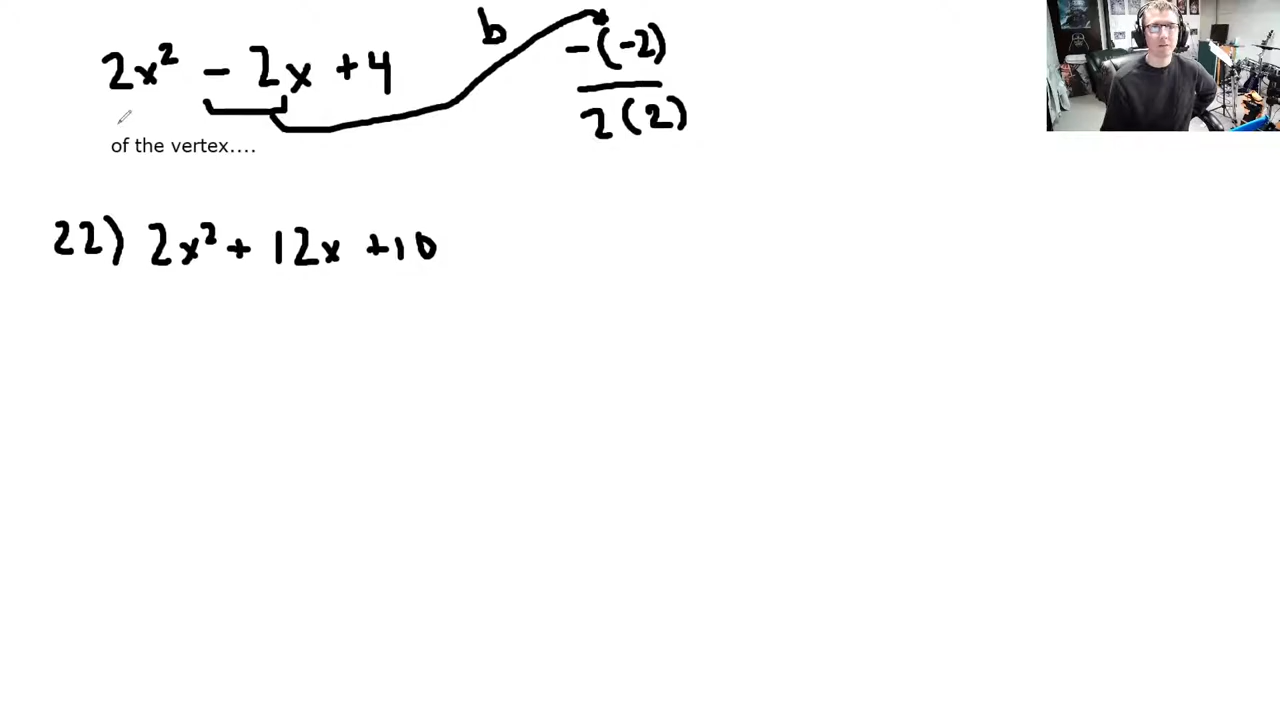 2x² - 2x + 4
b
-(-2)
2(2)
of the vertex....
22) 2x² + 12x + 10